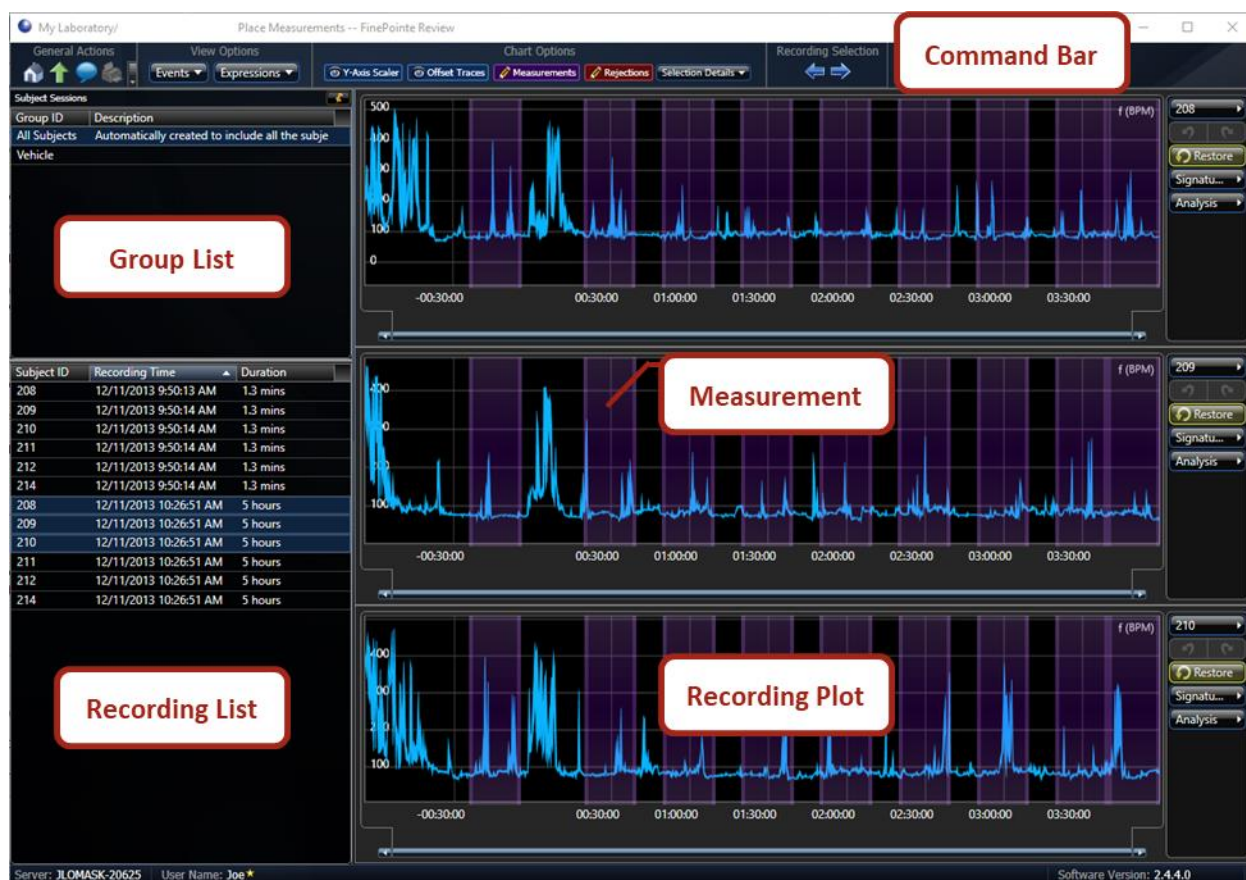 My Laboratory/ Place Measurements -- FinePointe Review
General Actions View Options Chart Options Recording Selection
Events Expressions Y-Axis Scaler Offset Traces Measurements Rejections Selection Details
Command Bar
Subject Sessions
Group ID Description
All Subjects Automatically created to include all the subje
Vehicle
Group List
Subject ID Recording Time Duration
208 12/11/2013 9:50:13 AM 1.3 mins
209 12/11/2013 9:50:14 AM 1.3 mins
210 12/11/2013 9:50:14 AM 1.3 mins
211 12/11/2013 9:50:14 AM 1.3 mins
212 12/11/2013 9:50:14 AM 1.3 mins
214 12/11/2013 9:50:14 AM 1.3 mins
208 12/11/2013 10:26:51 AM 5 hours
209 12/11/2013 10:26:51 AM 5 hours
210 12/11/2013 10:26:51 AM 5 hours
211 12/11/2013 10:26:51 AM 5 hours
212 12/11/2013 10:26:51 AM 5 hours
214 12/11/2013 10:26:51 AM 5 hours
Recording List
500 f (BPM)
100
0
-00:30:00 00:30:00 01:00:00 01:30:00 02:00:00 02:30:00 03:00:00 03:30:00
208
Restore
Signatu...
Analysis
f (BPM)
400
100
-00:30:00 00:30:00 01:00:00 01:30:00 02:00:00 02:30:00 03:00:00 03:30:00
Measurement
209
Restore
Signatu...
Analysis
f (BPM)
100
-00:30:00 00:30:00 01:00:00 01:30:00 02:00:00 02:30:00 03:00:00 03:30:00
Recording Plot
210
Restore
Signatu...
Analysis
Server: JLOMASK-20625 User Name: Joe Software Version: 2.4.4.0